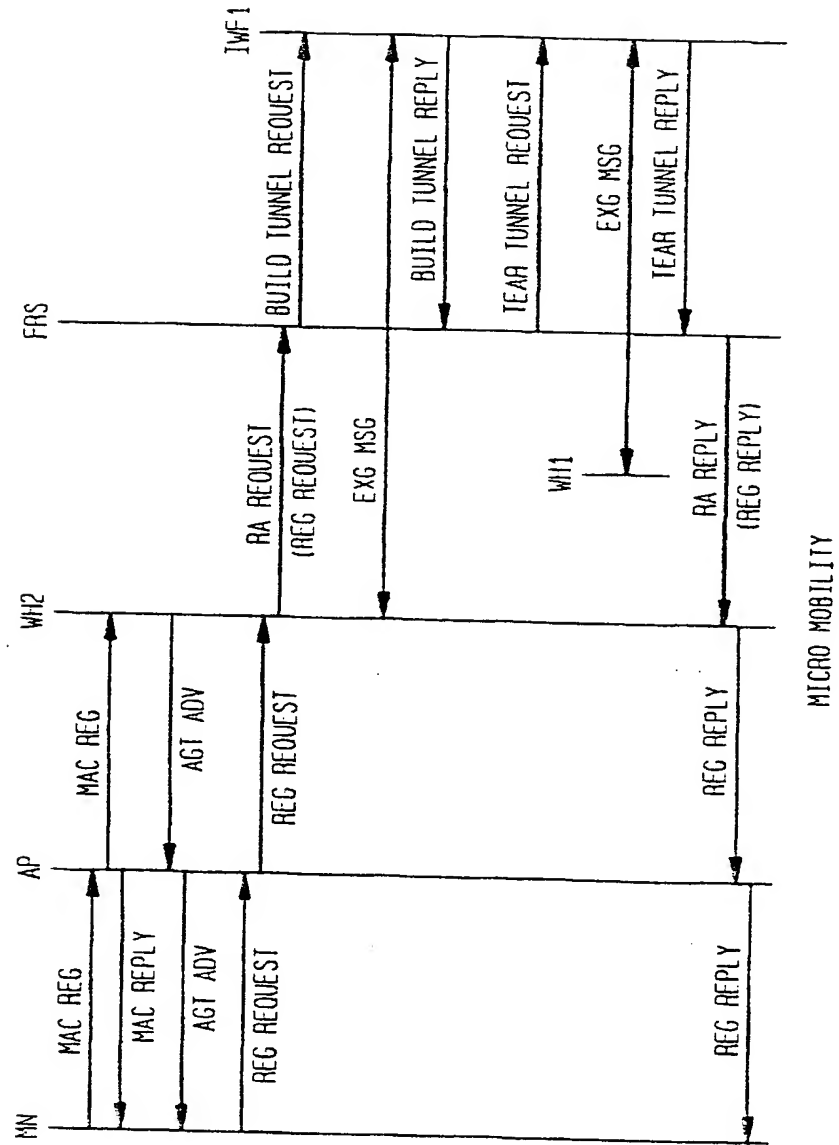 MN
AP
WH2
FRS
IWF1
MAC REG
MAC REPLY
AGT ADV
REG REQUEST
MAC REG
AGT ADV
REG REQUEST
RA REQUEST
(REG REQUEST)
BUILD TUNNEL REQUEST
EXG MSG
BUILD TUNNEL REPLY
TEAR TUNNEL REQUEST
WH1
EXG MSG
TEAR TUNNEL REPLY
RA REPLY
(REG REPLY)
REG REPLY
REG REPLY
MICRO MOBILITY